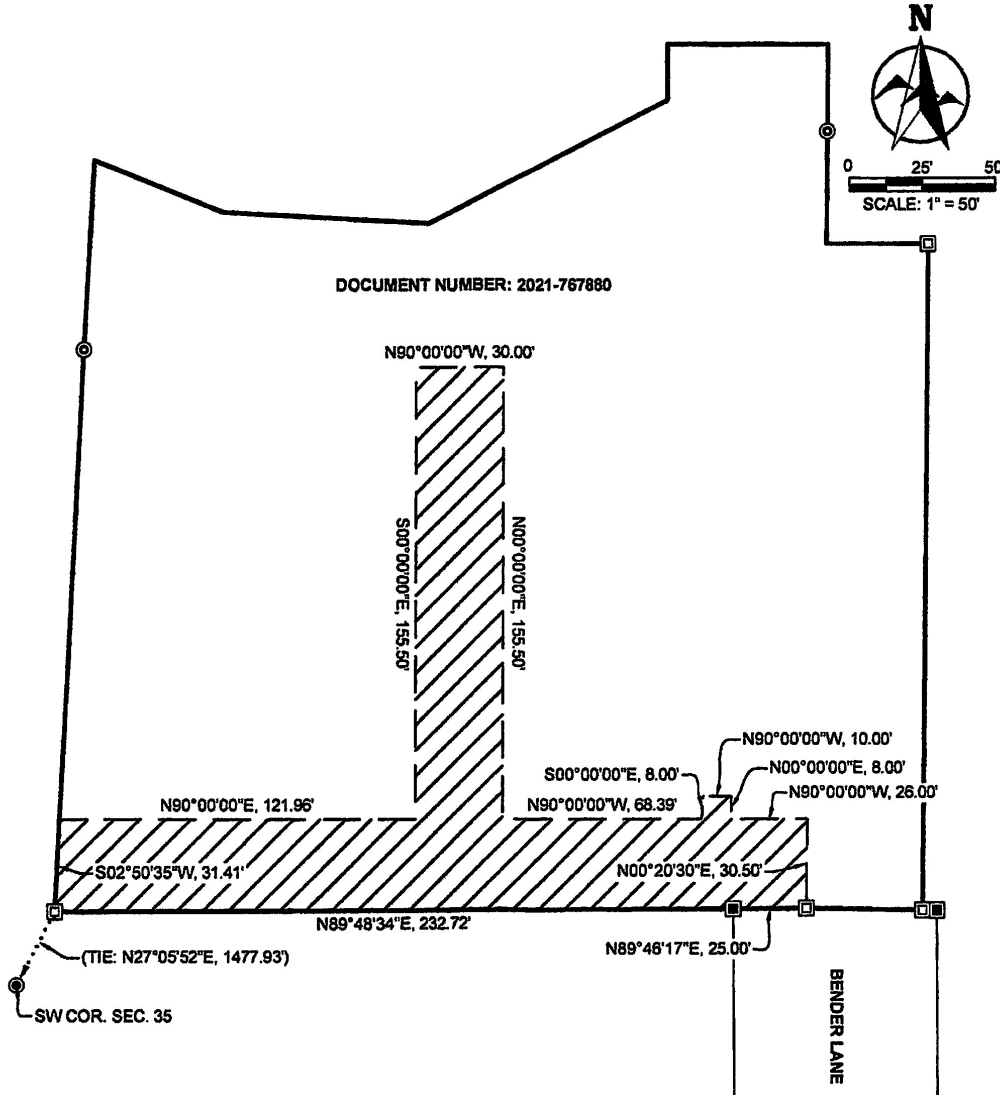 N
0 25' 50
SCALE: 1" = 50'
DOCUMENT NUMBER: 2021-767880
N90°00'00"W, 30.00'
S00°00'00"E, 155.50'
N00°00'00"E, 155.50'
N90°00'00"W, 10.00'
S00°00'00"E, 8.00'
N00°00'00"E, 8.00'
N90°00'00"W, 26.00'
N90°00'00"E, 121.96'
N90°00'00"W, 68.39'
S02°50'35"W, 31.41'
N00°20'30"E, 30.50'
N89°48'34"E, 232.72'
N89°46'17"E, 25.00'
(TIE: N27°05'52"E, 1477.93')
SW COR. SEC. 35
BENDER LANE